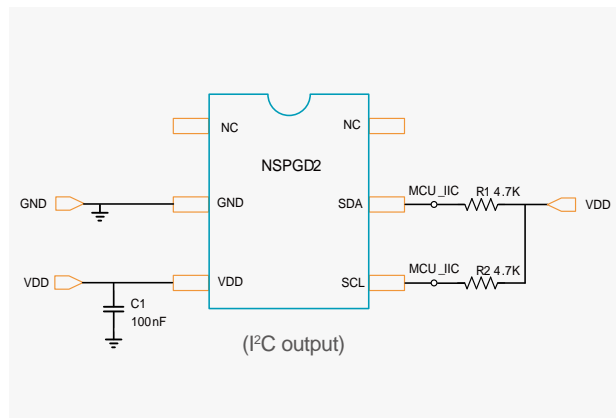 NC
NC
NSPGD2
MCU_IIC
R1 4.7K
GND
GND
SDA
VDD
MCU_IIC
R2 4.7K
VDD
VDD
SCL
C1
100nF
(I²C output)